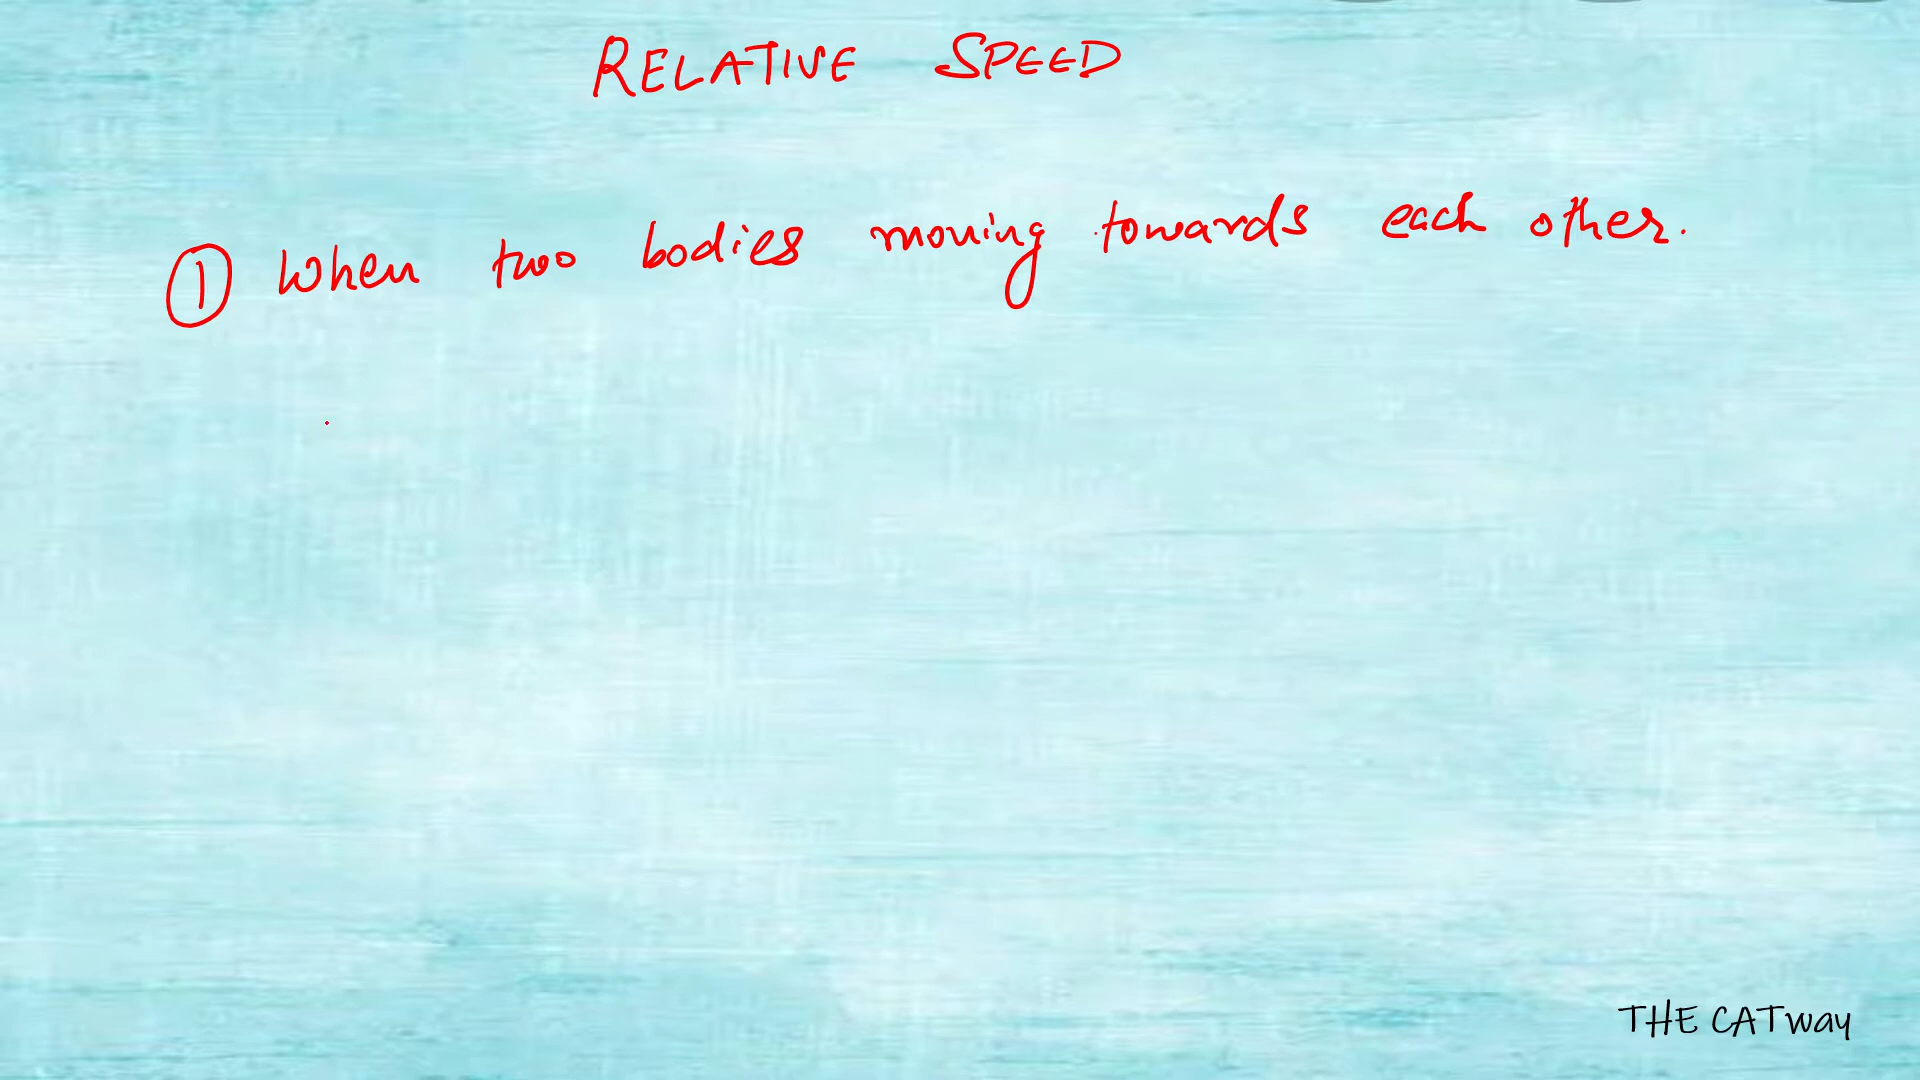 RELATIVE SPEED
① When two bodies moving towards each other.
THE CATway